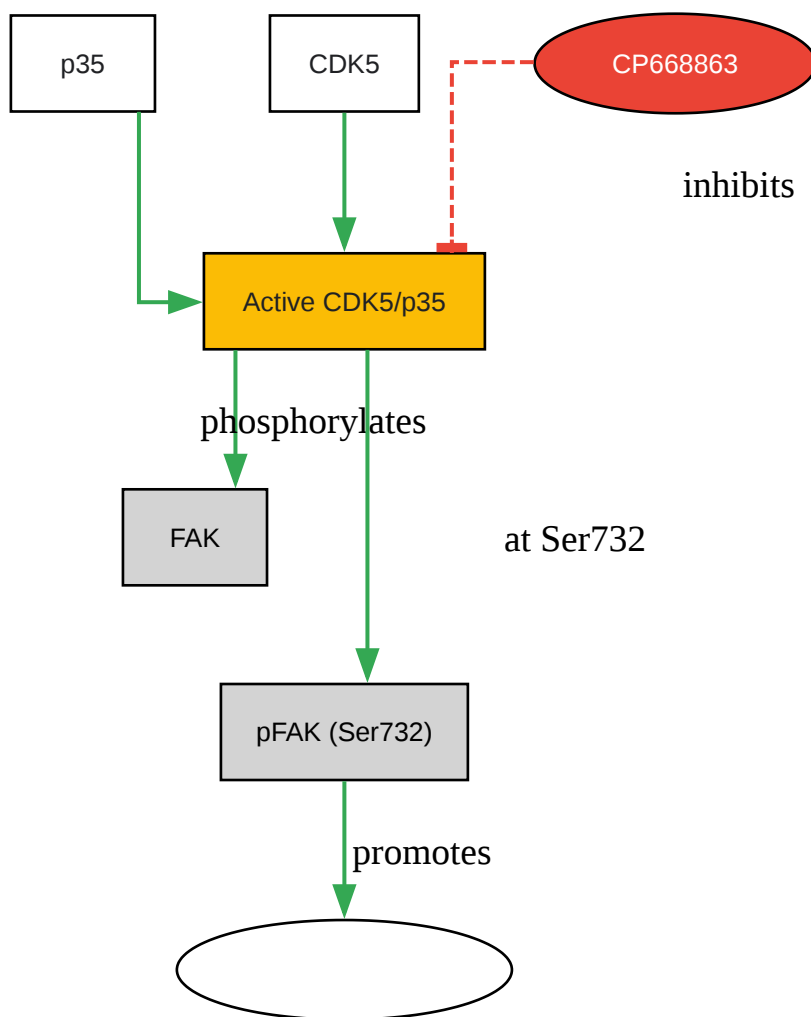 p35
CDK5
CP668863
inhibits
Active CDK5/p35
phosphorylates
FAK
at Ser732
pFAK (Ser732)
promotes